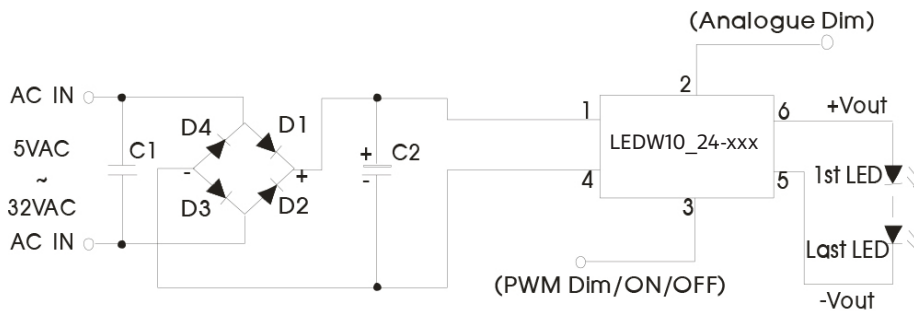 (Analogue Dim)
AC IN
5VAC
~
32VAC
AC IN
C1
D4
D1
D3
D2
-
+
+
-
C2
1
4
2
3
6
5
LEDW10_24-xxx
+Vout
1st LED
Last LED
-Vout
(PWM Dim/ON/OFF)